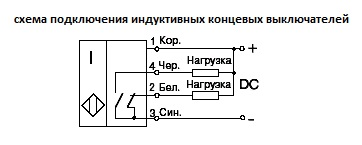 схема подключения индуктивных концевых выключателей
I
1 Кор.
+
4 Чер. Нагрузка
DC
2 Бел. Нагрузка
3 Син.
-